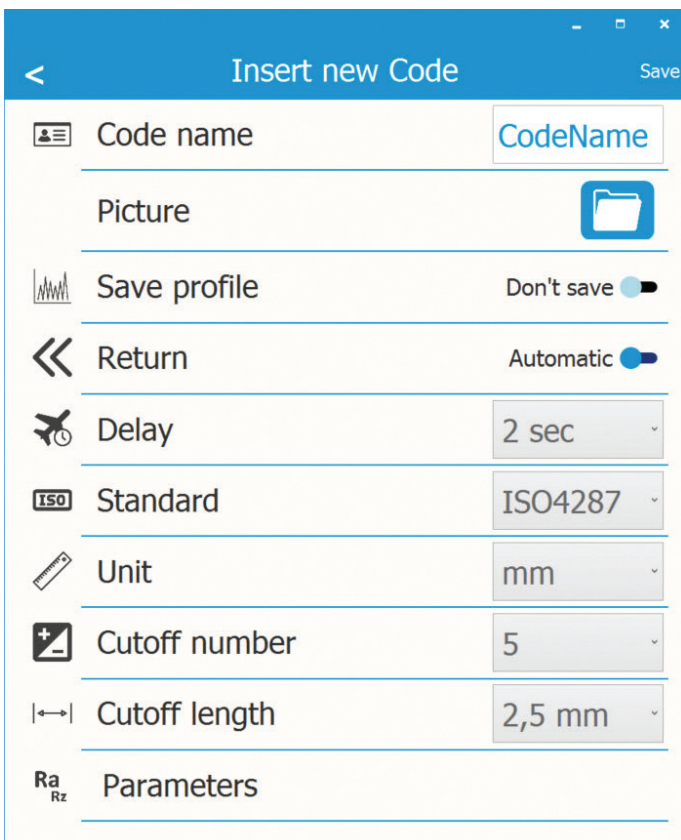 < Insert new Code Save
Code name CodeName
Picture
Save profile Don't save
Return Automatic
Delay 2 sec
ISO Standard ISO4287
Unit mm
Cutoff number 5
Cutoff length 2,5 mm
Ra Rz Parameters